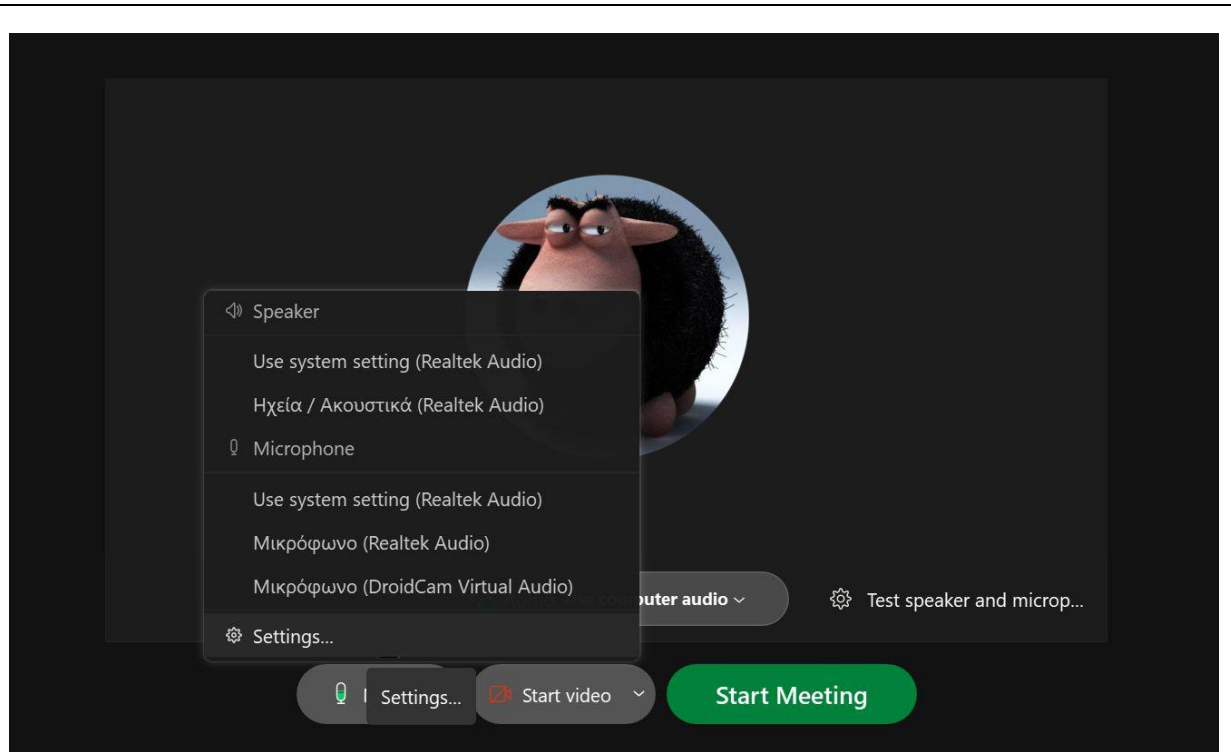 Speaker
Use system setting (Realtek Audio)
Ηχεία / Ακουστικά (Realtek Audio)
Microphone
Use system setting (Realtek Audio)
Μικρόφωνο (Realtek Audio)
Μικρόφωνο (DroidCam Virtual Audio)
Settings...
computer audio
Test speaker and microp...
Settings...
Start video
Start Meeting